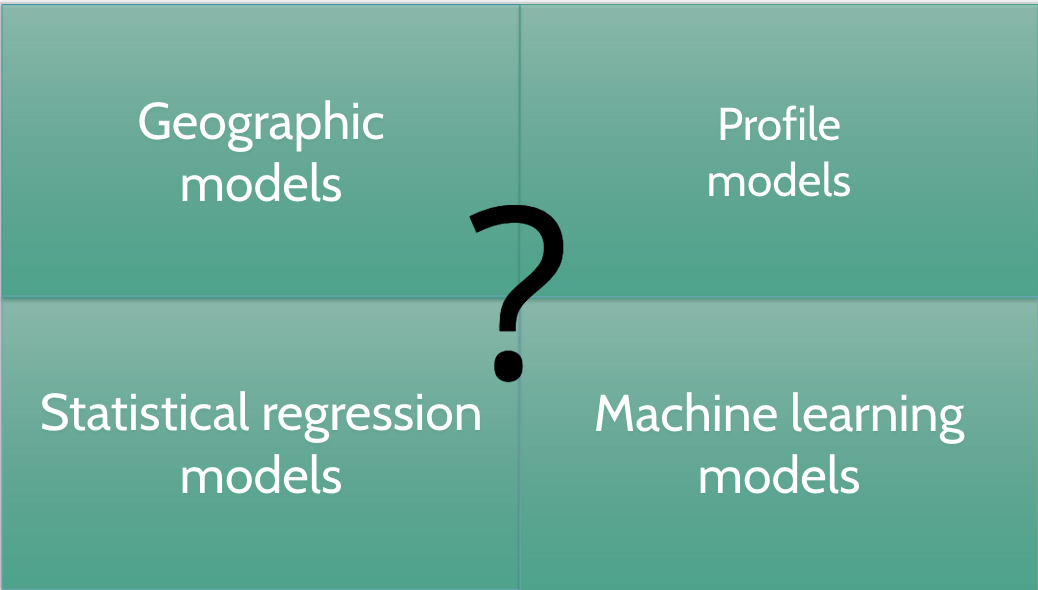 Geographic
models
Profile
models
?
Statistical regression
models
Machine learning
models